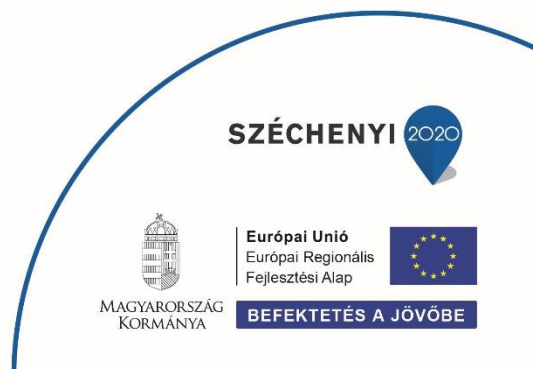 SZÉCHENYI 2020
Európai Unió
Európai Regionális
Fejlesztési Alap
MAGYARORSZÁG
KORMÁNYA
BEFEKTETÉS A JÖVŐBE